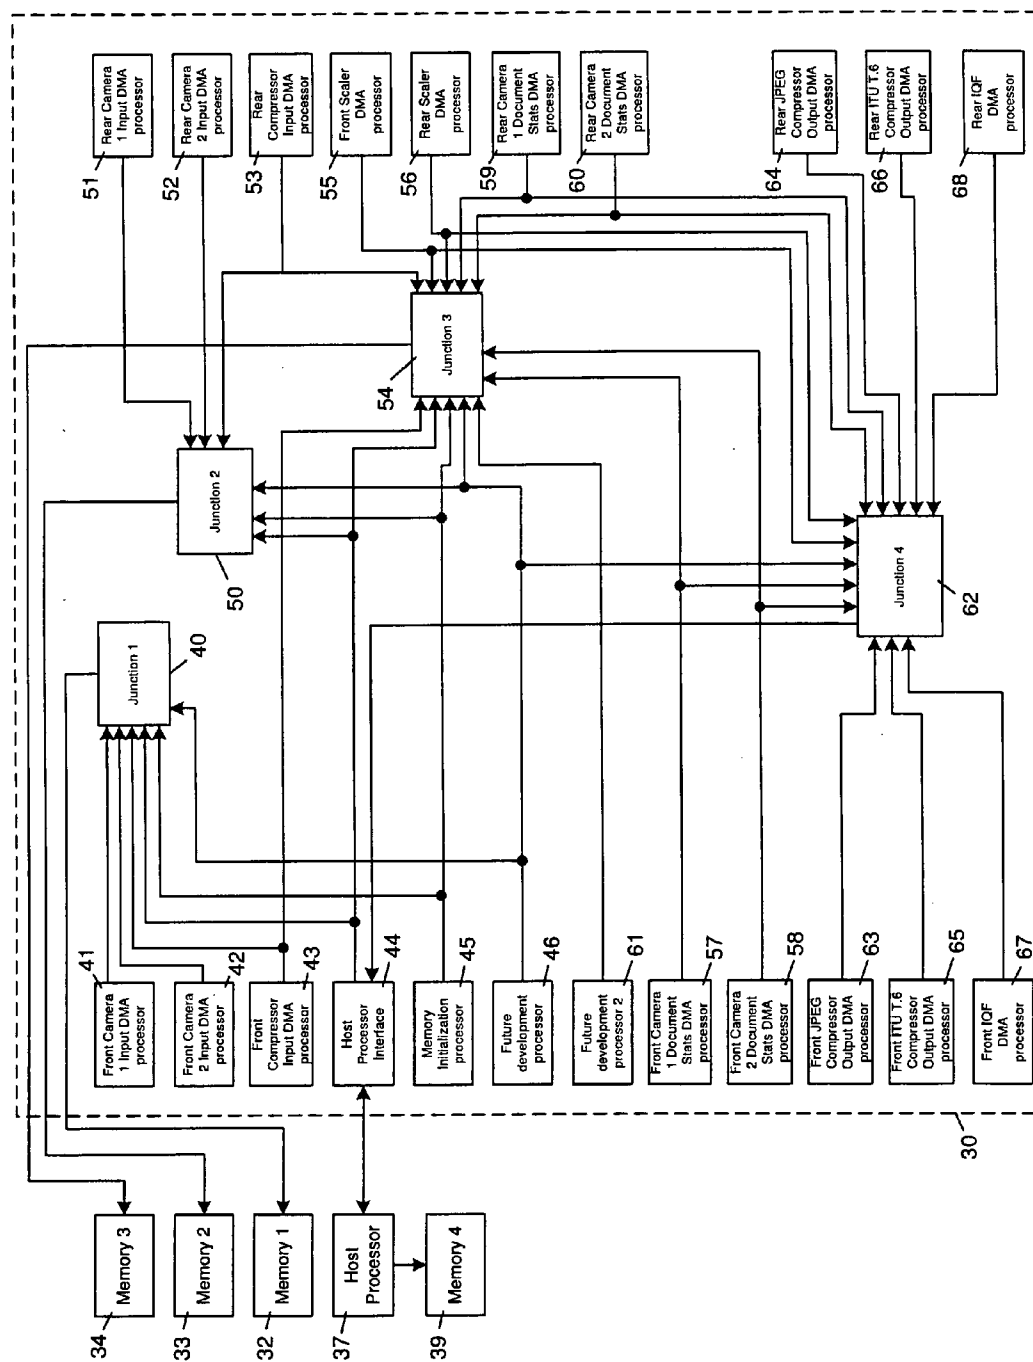 Memory 3
34
Memory 2
33
Memory 1
32
Host
Processor
37
Memory 4
39
Front Camera
1 Input DMA
processor
41
Front Camera
2 Input DMA
processor
42
Front
Compressor
Input DMA
processor
43
Host
Processor
Interface
44
Memory
Initialization
processor
45
Future
development
processor
46
Future
development
processor 2
61
Front Camera
1 Document
Stats DMA
processor
57
Front Camera
2 Document
Stats DMA
processor
58
Front JPEG
Compressor
Output DMA
processor
63
Front ITU T.6
Compressor
Output DMA
processor
65
Front IQF
DMA
processor
67
30
Junction 1
40
Junction 2
50
Junction 3
54
Junction 4
62
Rear Camera
1 Input DMA
processor
51
Rear Camera
2 Input DMA
processor
52
Rear
Compressor
Input DMA
processor
53
Front Scaler
DMA
processor
55
Rear Scaler
DMA
processor
56
Rear Camera
1 Document
Stats DMA
processor
59
Rear Camera
2 Document
Stats DMA
processor
60
Rear JPEG
Compressor
Output DMA
processor
64
Rear ITU T.6
Compressor
Output DMA
processor
66
Rear IQF
DMA
processor
68